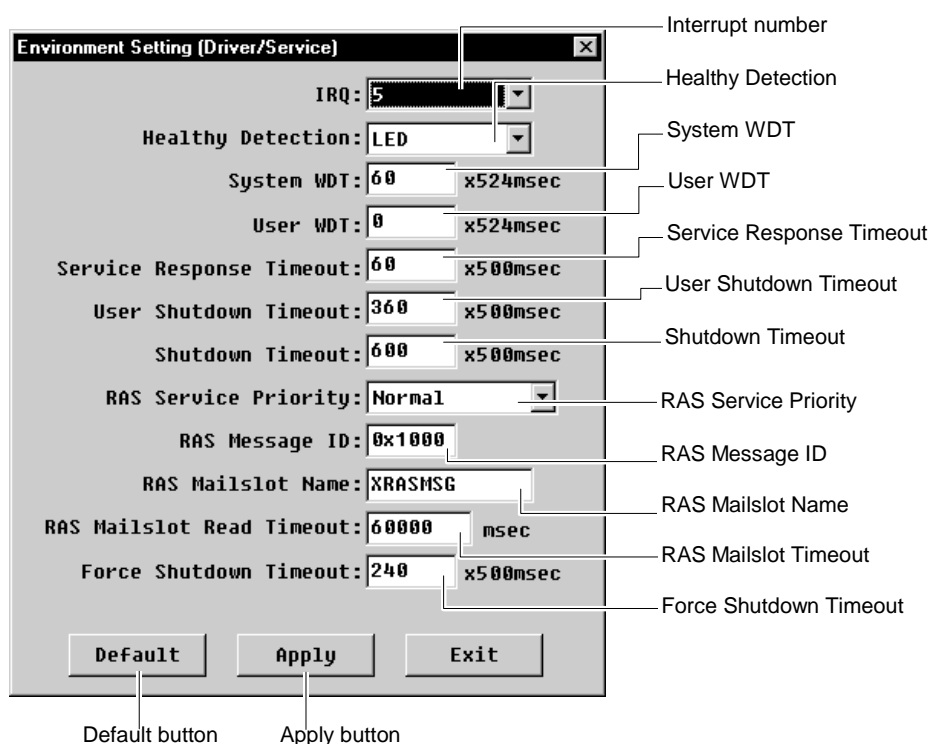 Interrupt number
Environment Setting (Driver/Service)
IRQ: 5
Healthy Detection
Healthy Detection: LED
System WDT
System WDT: 60 x524msec
User WDT
User WDT: 0 x524msec
Service Response Timeout
Service Response Timeout: 60 x500msec
User Shutdown Timeout
User Shutdown Timeout: 360 x500msec
Shutdown Timeout
Shutdown Timeout: 600 x500msec
RAS Service Priority: Normal
RAS Service Priority
RAS Message ID: 0x1000
RAS Message ID
RAS Mailslot Name: XRASMSG
RAS Mailslot Name
RAS Mailslot Read Timeout: 60000 msec
RAS Mailslot Timeout
Force Shutdown Timeout: 240 x500msec
Force Shutdown Timeout
Default Apply Exit
Default button Apply button